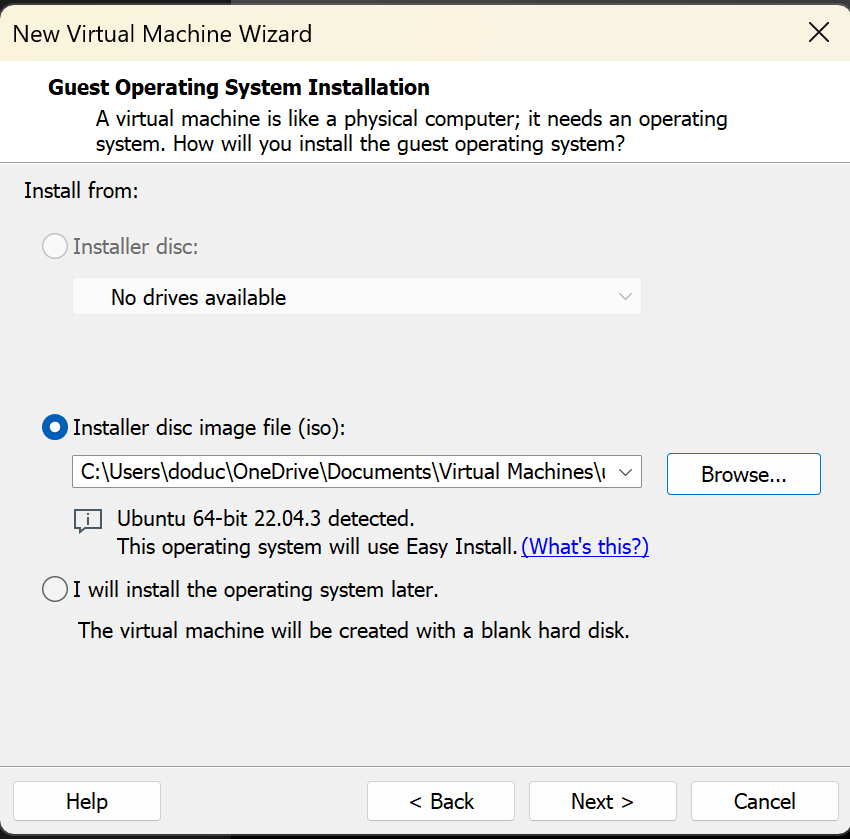 New Virtual Machine Wizard
Guest Operating System Installation
A virtual machine is like a physical computer; it needs an operating
system. How will you install the guest operating system?
Install from:
Installer disc:
No drives available
Installer disc image file (iso):
C:\Users\doduc\OneDrive\Documents\Virtual Machines\
Browse...
Ubuntu 64-bit 22.04.3 detected.
This operating system will use Easy Install. (What's this?)
I will install the operating system later.
The virtual machine will be created with a blank hard disk.
Help
< Back
Next >
Cancel